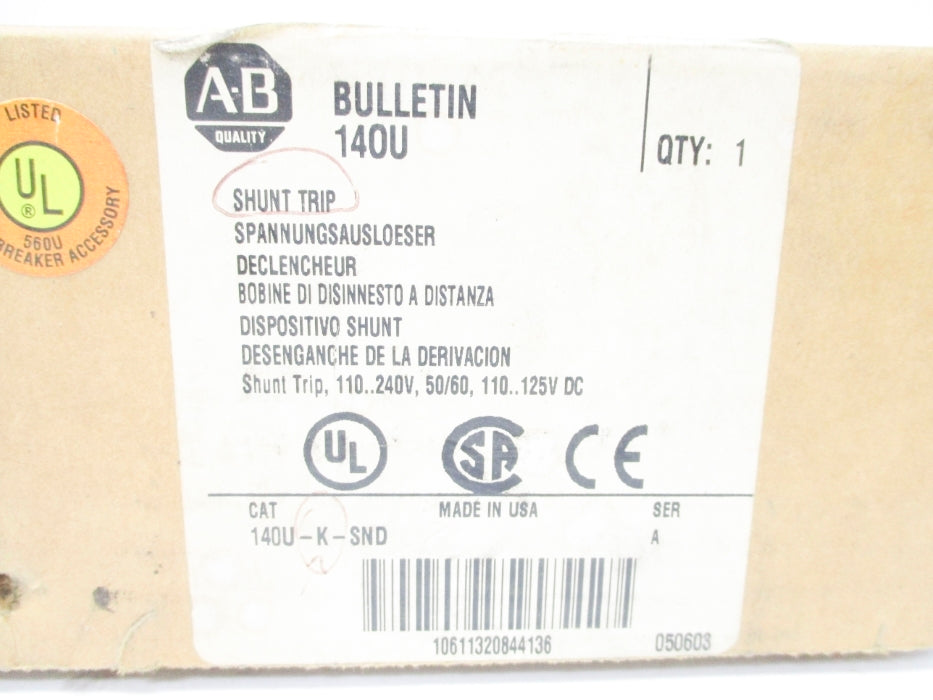 LISTED
UL
®
560U
BREAKER ACCESSORY
A-B
QUALITY
BULLETIN
140U
QTY: 1
SHUNT TRIP
SPANNUNGSAUSLOESER
DECLENCHEUR
BOBINE DI DISINNESTO A DISTANZA
DISPOSITIVO SHUNT
DESENGANCHE DE LA DERIVACION
Shunt Trip, 110..240V, 50/60, 110..125V DC
UL SA CE
CAT MADE IN USA SER
140U-K-SND A
10611320844136 050603